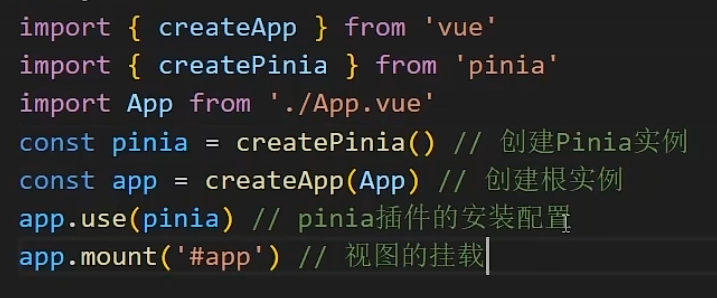 import { createApp } from 'vue'
import { createPinia } from 'pinia'
import App from './App.vue'
const pinia = createPinia() // 创建Pinia实例
const app = createApp(App) // 创建根实例
app.use(pinia) // pinia插件的安装配置
app.mount('#app') // 视图的挂载